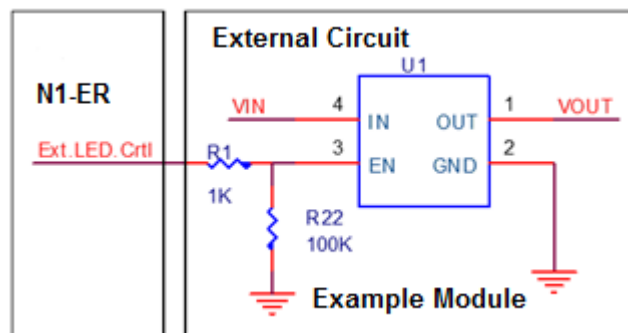 External Circuit
N1-ER
U1
VIN
4
IN
OUT
1
VOUT
Ext.LED.Crtl
R1
1K
3
EN
GND
2
R22
100K
Example Module